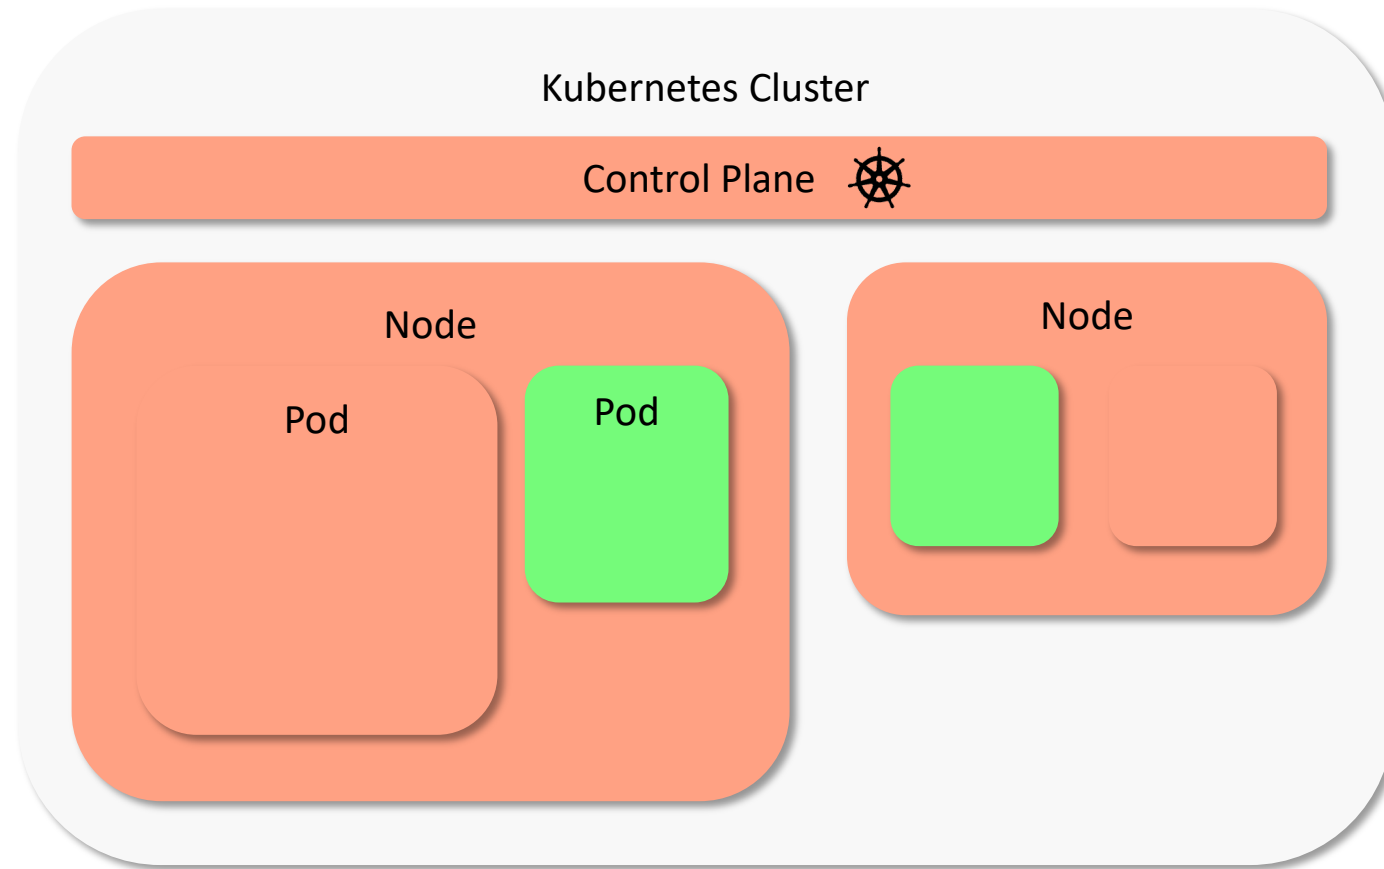 Kubernetes Cluster
Control Plane
Node
Pod
Pod
Node